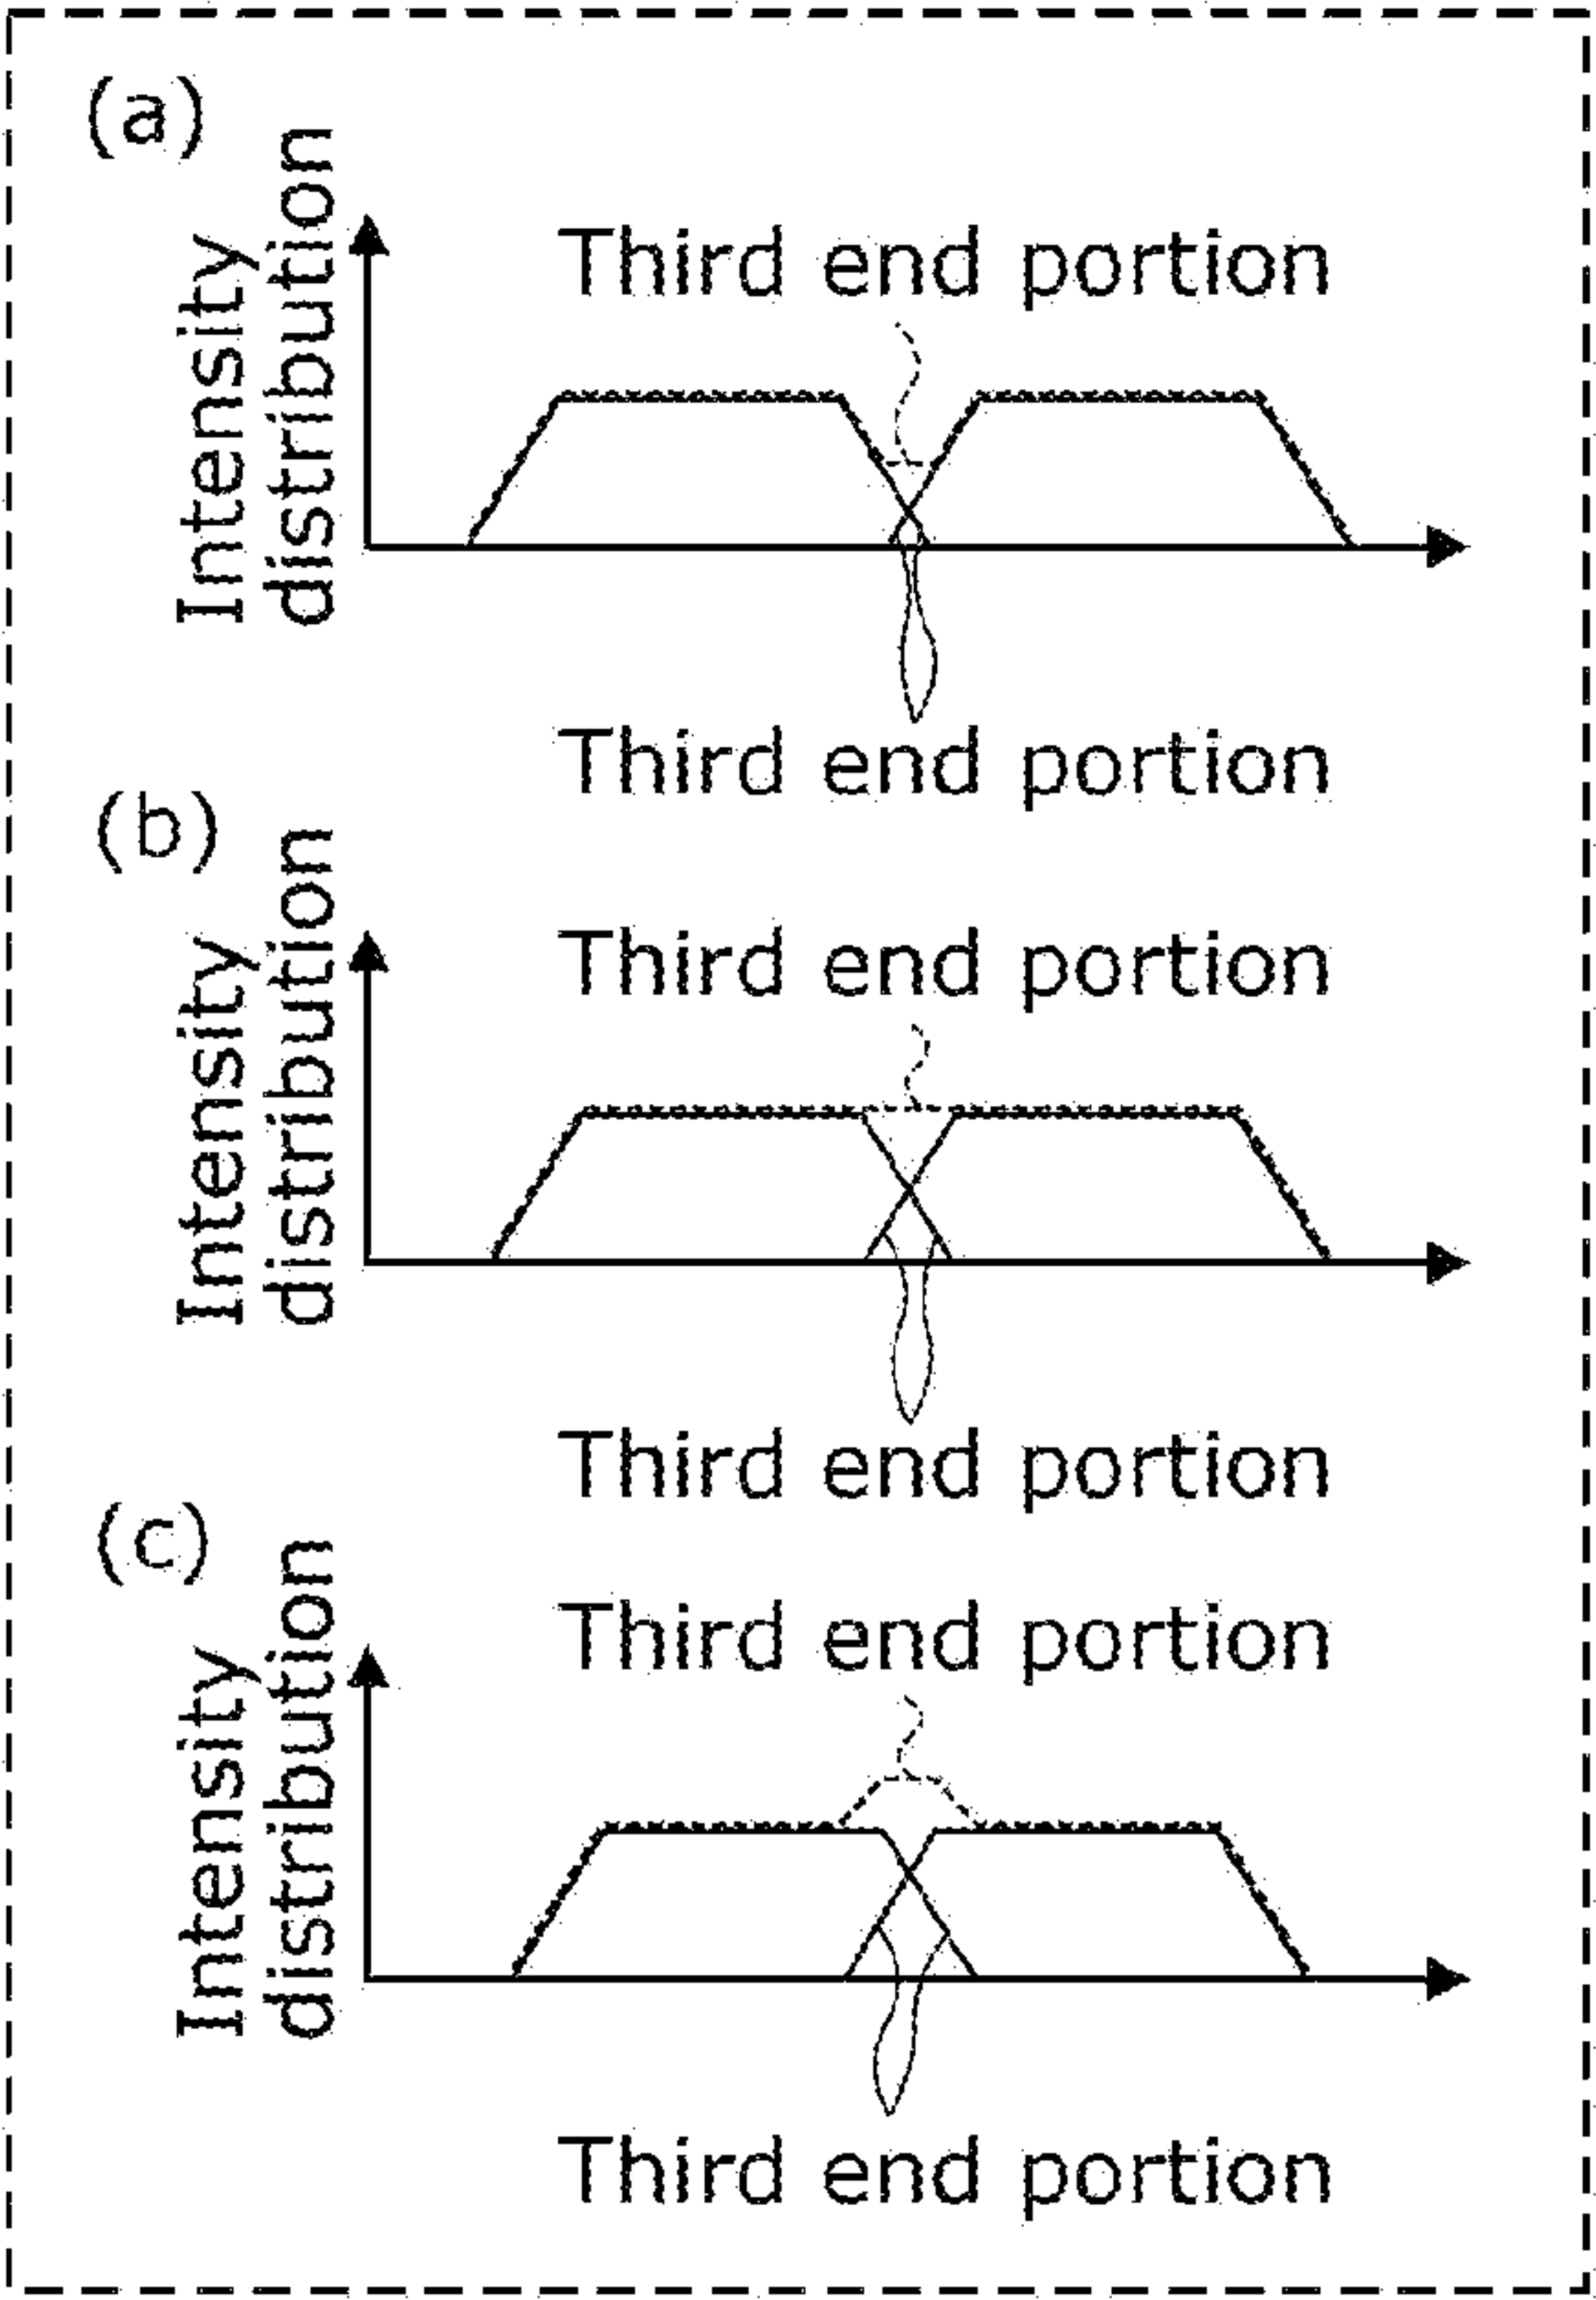 (a)
Intensity
distribution
Third end portion
Third end portion
(b)
Intensity
distribution
Third end portion
Third end portion
(c)
Intensity
distribution
Third end portion
Third end portion